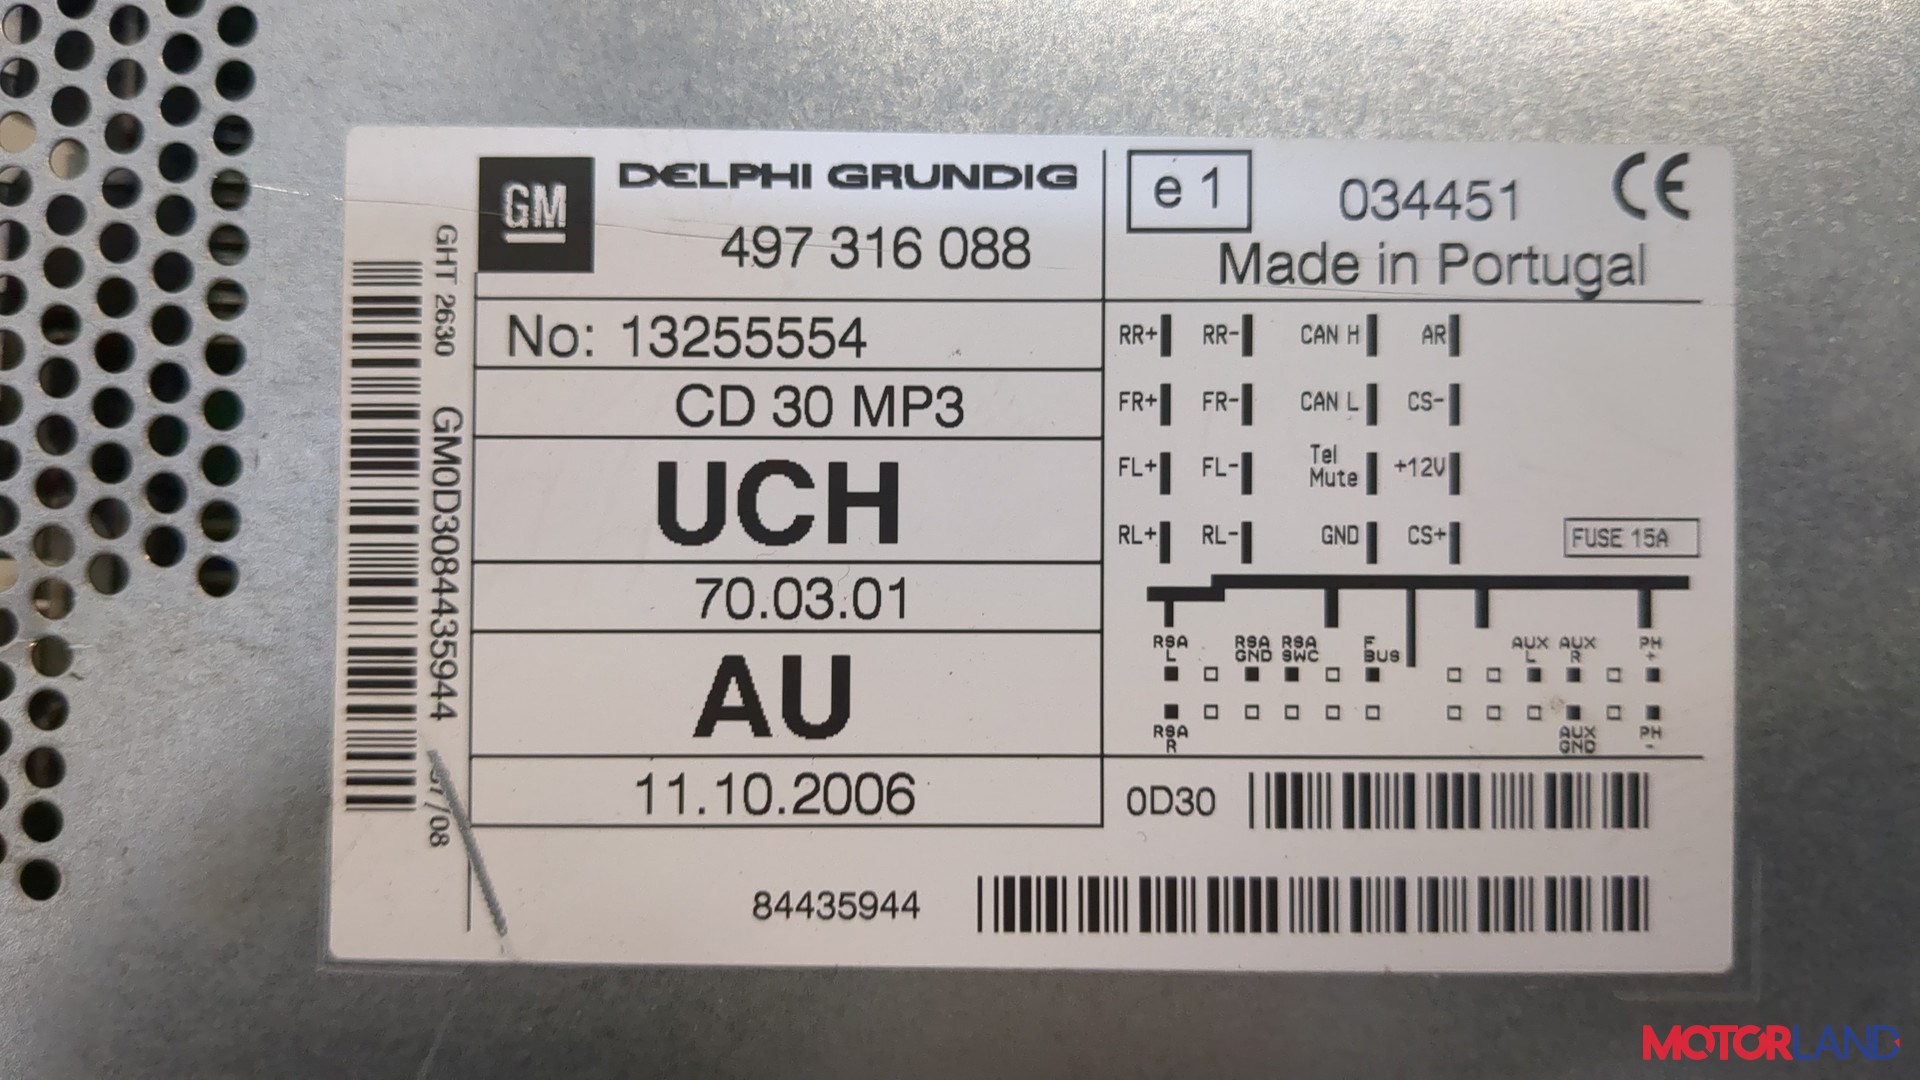 GM
DELPHI GRUNDIG
497 316 088
No: 13255554
CD 30 MP3
UCH
70.03.01
AU
11.10.2006
e 1
034451
CE
Made in Portugal
RR+ RR- CAN H AR
FR+ FR- CAN L CS-
FL+ FL- Tel Mute +12V
RL+ RL- GND CS+
FUSE 15A
RSA L RSA GND RSA SWC F BUS AUX L AUX R PH +
RSA R AUX GND PH -
0D30
84435944
GHT 2630 GM0D3084435944 /08
MOTORLAND